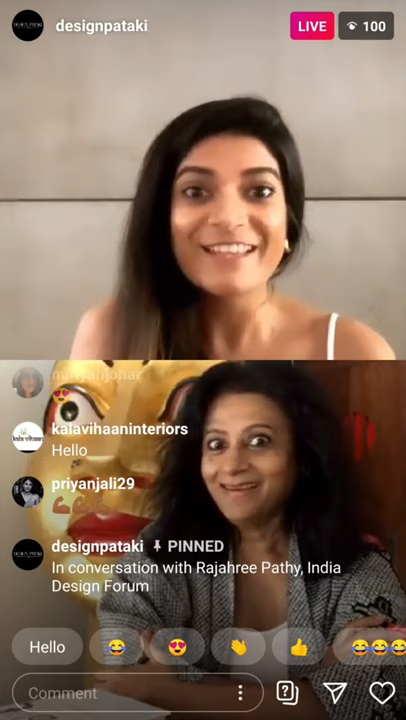 designpataki
LIVE
100
kalavihaaninteriors
Hello
priyanjali29
designpataki PINNED
In conversation with Rajahree Pathy, India
Design Forum
Hello
Comment